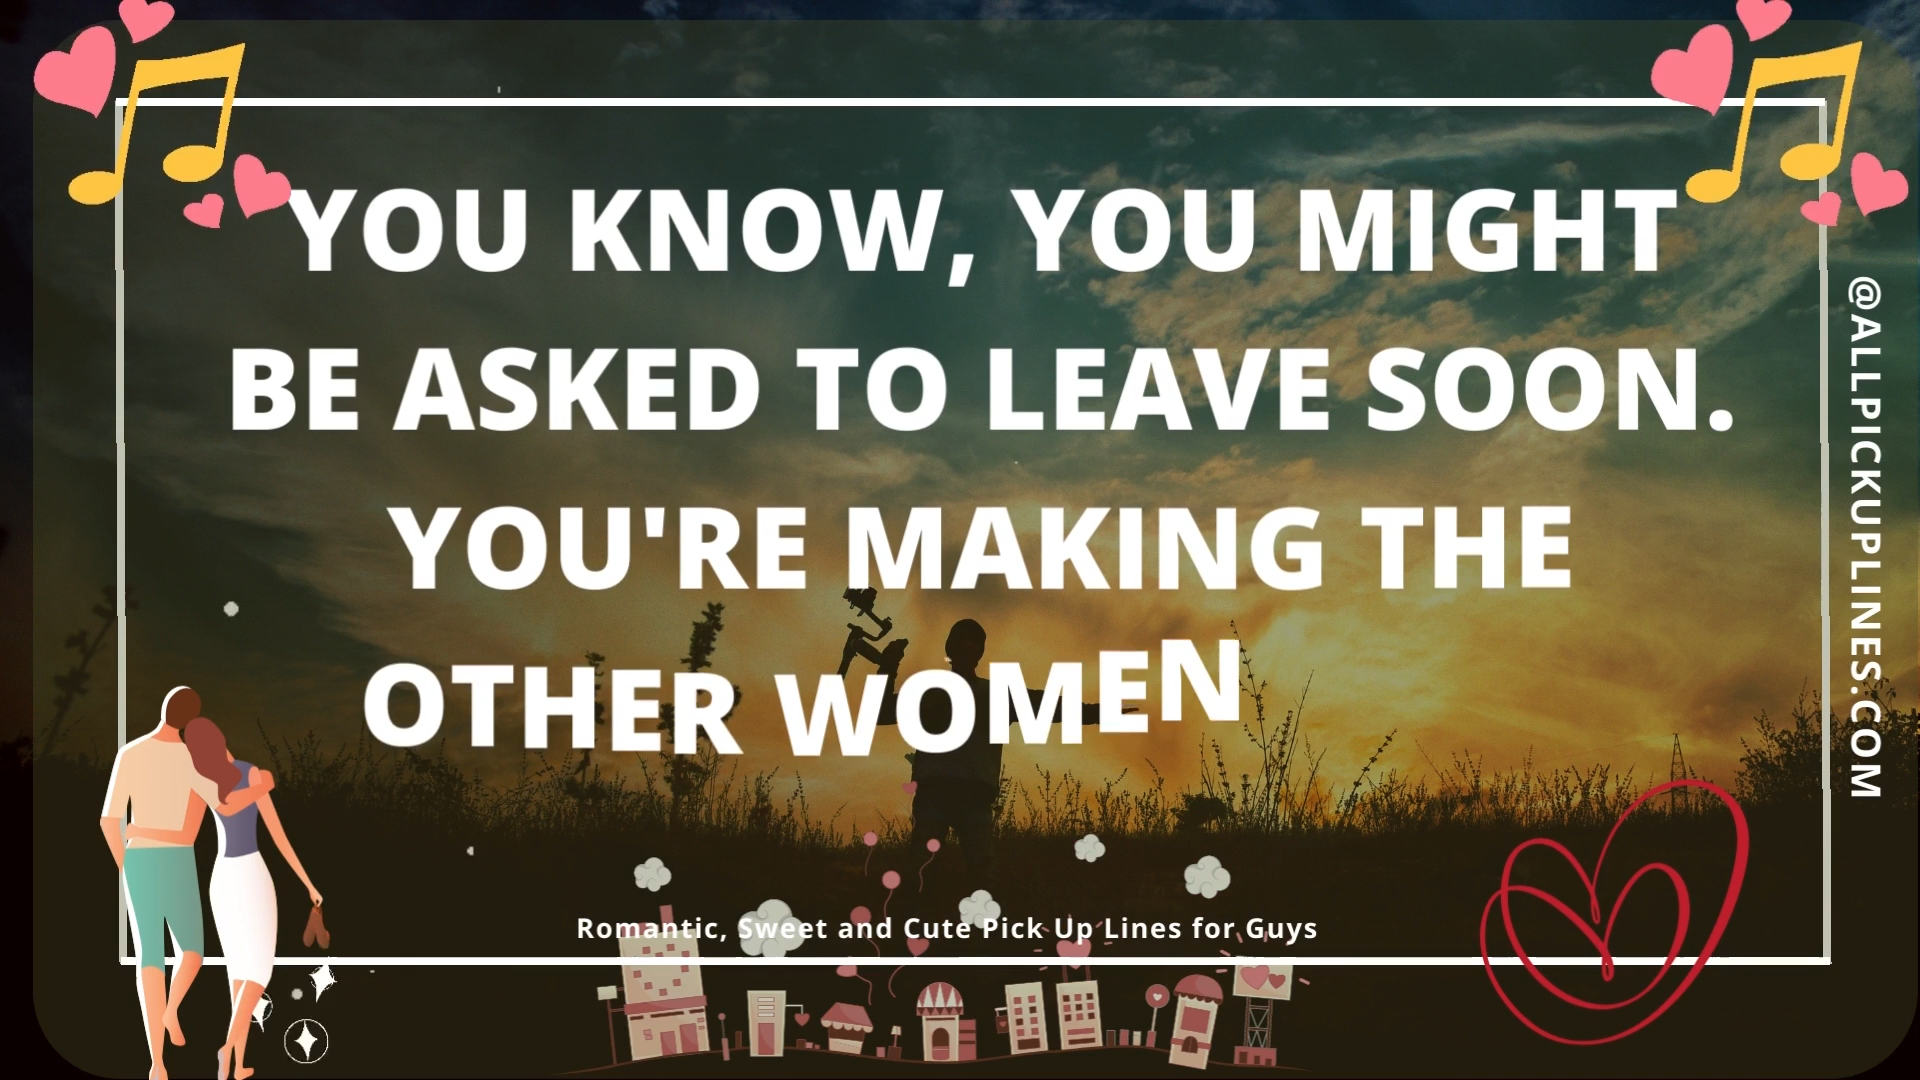 YOU KNOW, YOU MIGHT
BE ASKED TO LEAVE SOON.
YOU'RE MAKING THE
OTHER WOMEN
Romantic, Sweet and Cute Pick Up Lines for Guys
@ALLPICKUPLINES.COM